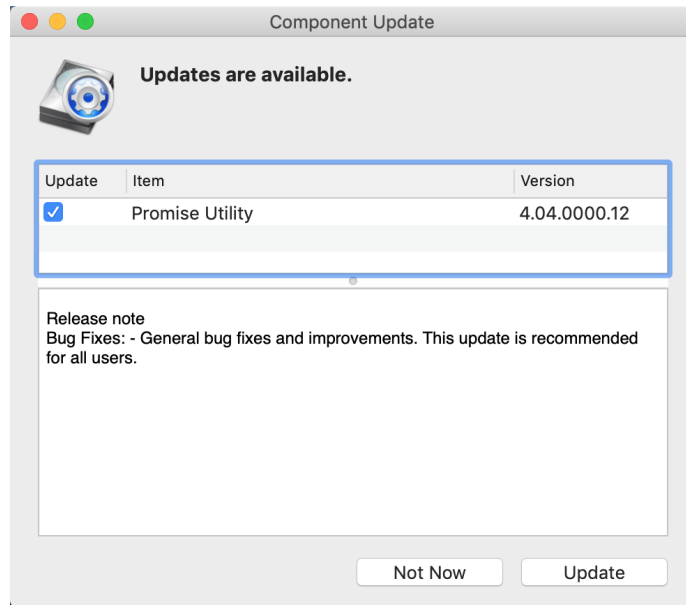 Component Update
Updates are available.
Update Item Version
Promise Utility 4.04.0000.12
Release note
Bug Fixes: - General bug fixes and improvements. This update is recommended
for all users.
Not Now Update